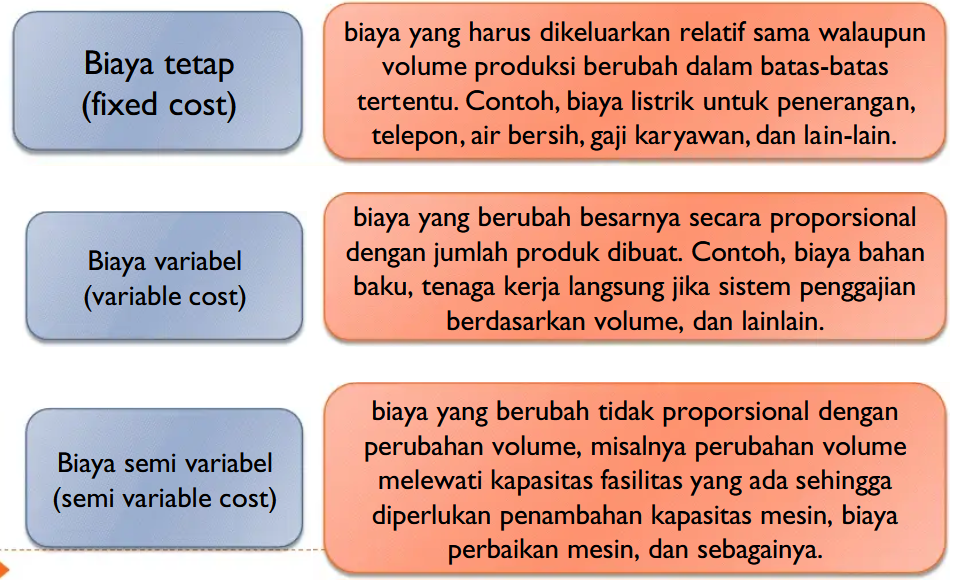 Biaya tetap
(fixed cost)
biaya yang harus dikeluarkan relatif sama walaupun
volume produksi berubah dalam batas-batas
tertentu. Contoh, biaya listrik untuk penerangan,
telepon, air bersih, gaji karyawan, dan lain-lain.
Biaya variabel
(variable cost)
biaya yang berubah besarnya secara proporsional
dengan jumlah produk dibuat. Contoh, biaya bahan
baku, tenaga kerja langsung jika sistem penggajian
berdasarkan volume, dan lainlain.
Biaya semi variabel
(semi variable cost)
biaya yang berubah tidak proporsional dengan
perubahan volume, misalnya perubahan volume
melewati kapasitas fasilitas yang ada sehingga
diperlukan penambahan kapasitas mesin, biaya
perbaikan mesin, dan sebagainya.